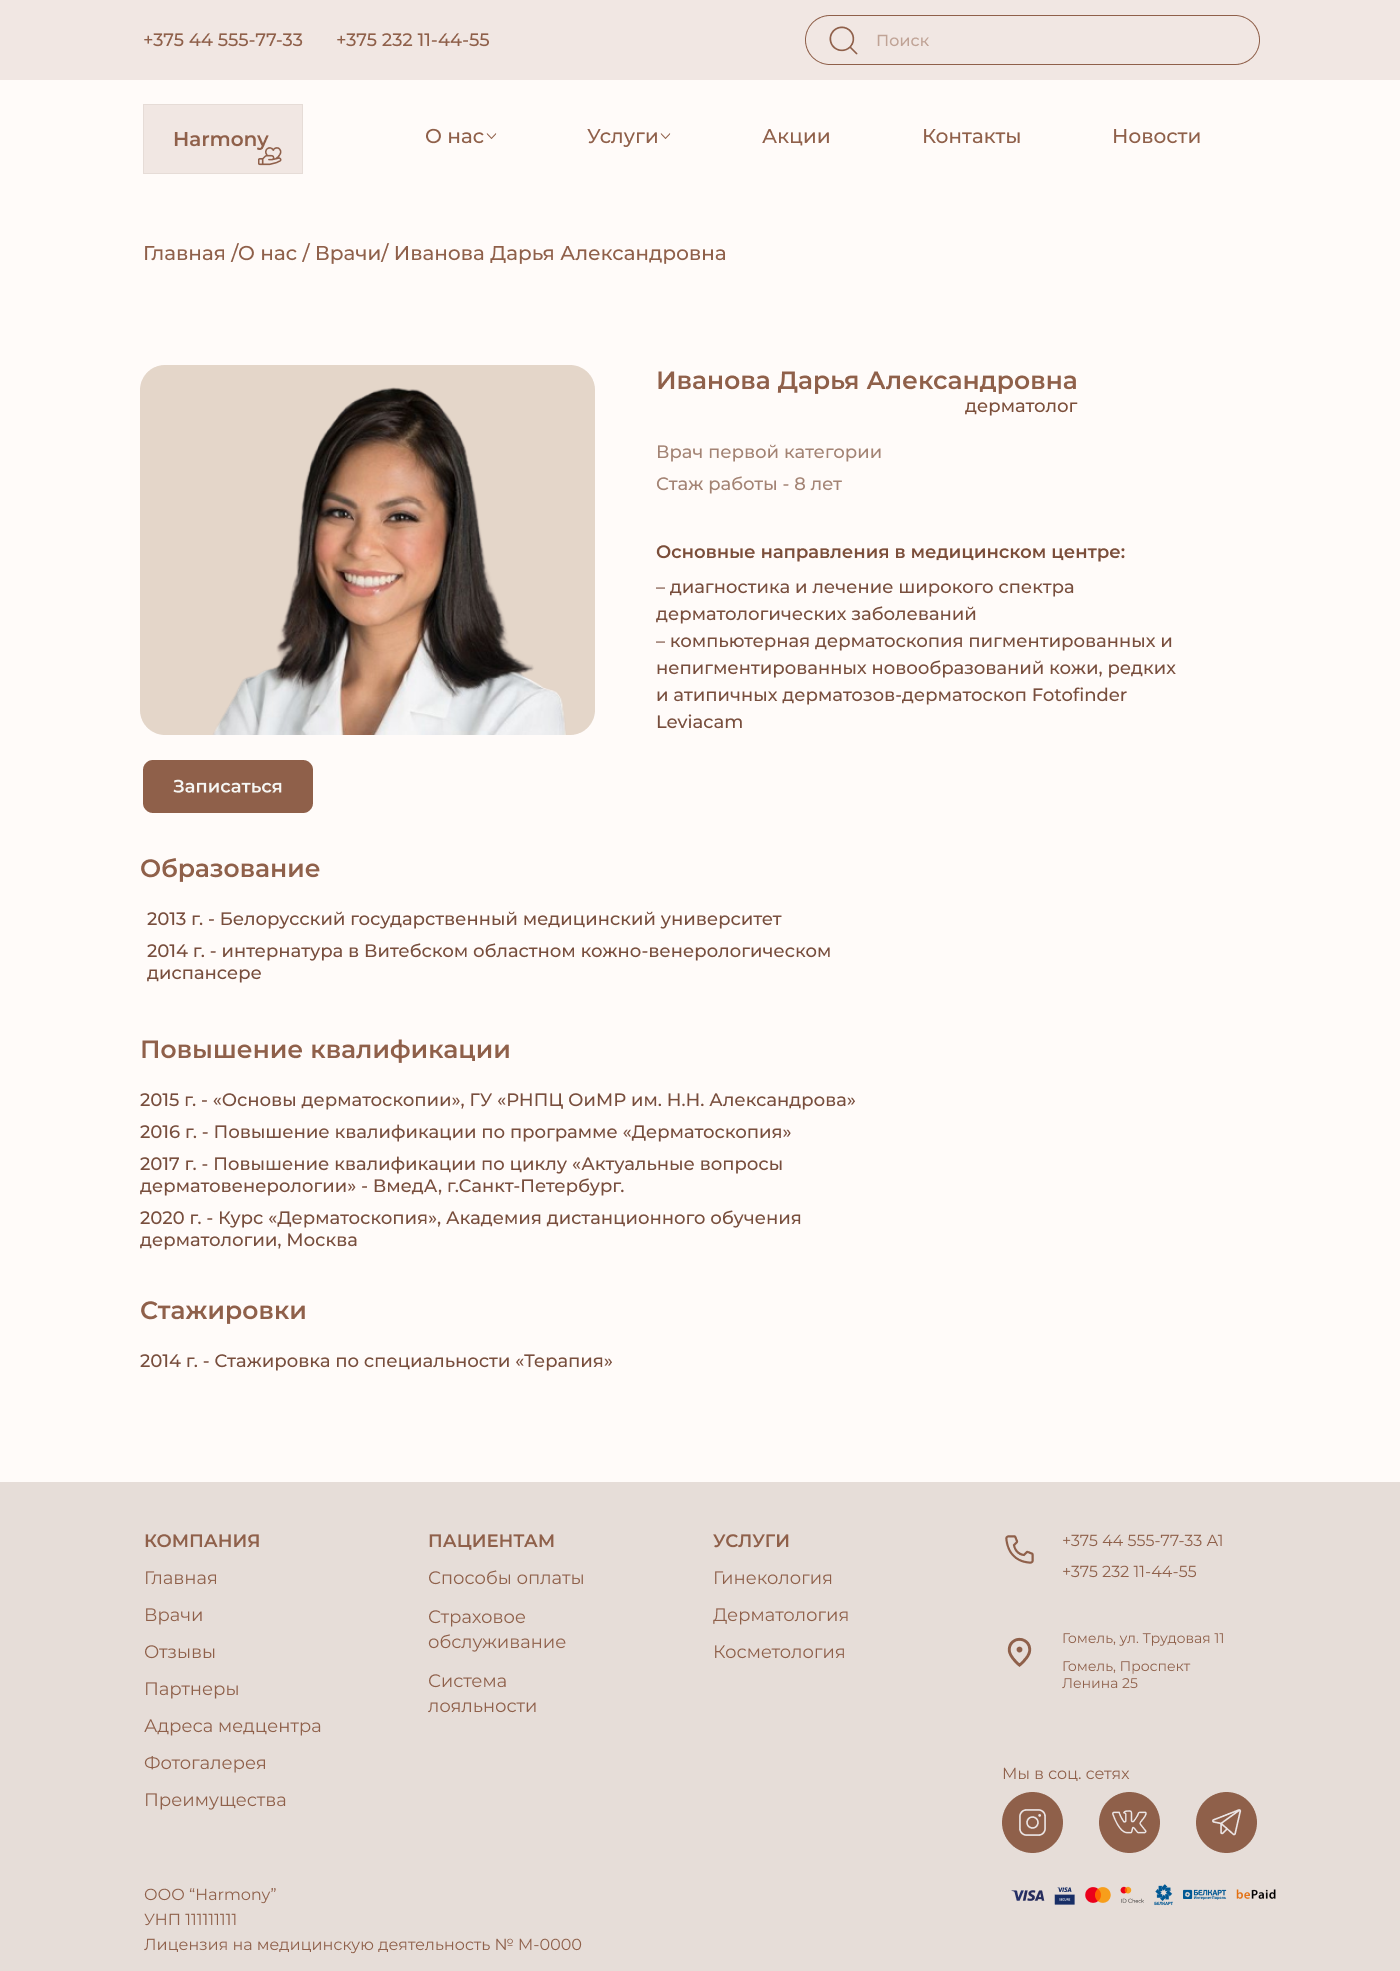 +375 44 555-77-33
+375 232 11-44-55
Поиск
Harmony
О нас
Услуги
Акции
Контакты
Новости
Главная /О нас / Врачи/ Иванова Дарья Александровна
Иванова Дарья Александровна
дерматолог
Врач первой категории
Стаж работы - 8 лет
Основные направления в медицинском центре:
– диагностика и лечение широкого спектра
дерматологических заболеваний
– компьютерная дерматоскопия пигментированных и
непигментированных новообразований кожи, редких
и атипичных дерматозов-дерматоскоп Fotofinder
Leviacam
Записаться
Образование
2013 г. - Белорусский государственный медицинский университет
2014 г. - интернатура в Витебском областном кожно-венерологическом
диспансере
Повышение квалификации
2015 г. - «Основы дерматоскопии», ГУ «РНПЦ ОиМР им. Н.Н. Александрова»
2016 г. - Повышение квалификации по программе «Дерматоскопия»
2017 г. - Повышение квалификации по циклу «Актуальные вопросы
дерматовенерологии» - ВмедА, г.Санкт-Петербург.
2020 г. - Курс «Дерматоскопия», Академия дистанционного обучения
дерматологии, Москва
Стажировки
2014 г. - Стажировка по специальности «Терапия»
КОМПАНИЯ
Главная
Врачи
Отзывы
Партнеры
Адреса медцентра
Фотогалерея
Преимущества
ПАЦИЕНТАМ
Способы оплаты
Страховое
обслуживание
Система
лояльности
УСЛУГИ
Гинекология
Дерматология
Косметология
+375 44 555-77-33 A1
+375 232 11-44-55
Гомель, ул. Трудовая 11
Гомель, Проспект
Ленина 25
Мы в соц. сетях
VISA
VISA
ID Check
БЕЛКАРТ
БЕЛКАРТ
bePaid
ООО “Harmony”
УНП 111111111
Лицензия на медицинскую деятельность № М-0000